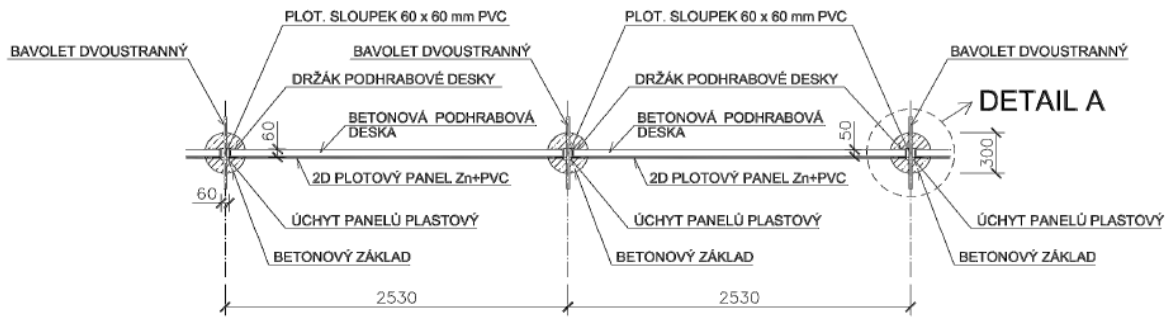 PLOT. SLOUPEK 60 x 60 mm PVC
PLOT. SLOUPEK 60 x 60 mm PVC
BAVOLET DVOUSTRANNÝ
BAVOLET DVOUSTRANNÝ
BAVOLET DVOUSTRANNÝ
DRŽÁK PODHRABOVÉ DESKY
DRŽÁK PODHRABOVÉ DESKY
DETAIL A
BETONOVÁ PODHRABOVÁ
DESKA
BETONOVÁ PODHRABOVÁ
DESKA
60
50
300
2D PLOTOVÝ PANEL Zn+PVC
2D PLOTOVÝ PANEL Zn+PVC
60
ÚCHYT PANELŮ PLASTOVÝ
ÚCHYT PANELŮ PLASTOVÝ
ÚCHYT PANELŮ PLASTOVÝ
BETONOVÝ ZÁKLAD
BETONOVÝ ZÁKLAD
BETONOVÝ ZÁKLAD
2530
2530